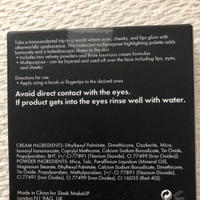 Take a transcendental trip to a world where eyes, cheeks, and lips glow with
otherworldly opalescence. This iridescent multipurpose highlighting palette adds
luminosity and a kaleidoscopic sheen to the skin.
• Includes two velvety powders and three luxurious cream formulas
• Multipurpose - can be layered and used all over the face including lips, eyes,
and cheeks
Directions for use:
• Apply using a brush or fingertips to the desired areas
Avoid direct contact with the eyes.
If product gets into the eyes rinse well with water.
CREAM INGREDIENTS: Ethylhexyl Palmitate, Dimethicone, Ozokerite, Mica,
Isononyl Isononanoate, Caprylyl Methicone, Calcium Sodium Borosilicate, Tin Oxide,
Propylparaben, BHT, [+/-CI 77891 (Titanium Dioxide), CI 77499 (Iron Oxides)]
POWDER INGREDIENTS: Mica, Talc, Paraffinum Liquidum (Mineral Oil),
Magnesium Stearate, Dimethicone, Calcium Sodium Borosilicate, Tin Oxide,
Ethylhexyl Palmitate, Methylparaben, [+/-CI 77891 (Titanium Dioxide),
CI 77499 (Iron Oxides), CI 16035 (Red 40)]
Made in China for Sleek MakeUP
London N1 9AG, UK